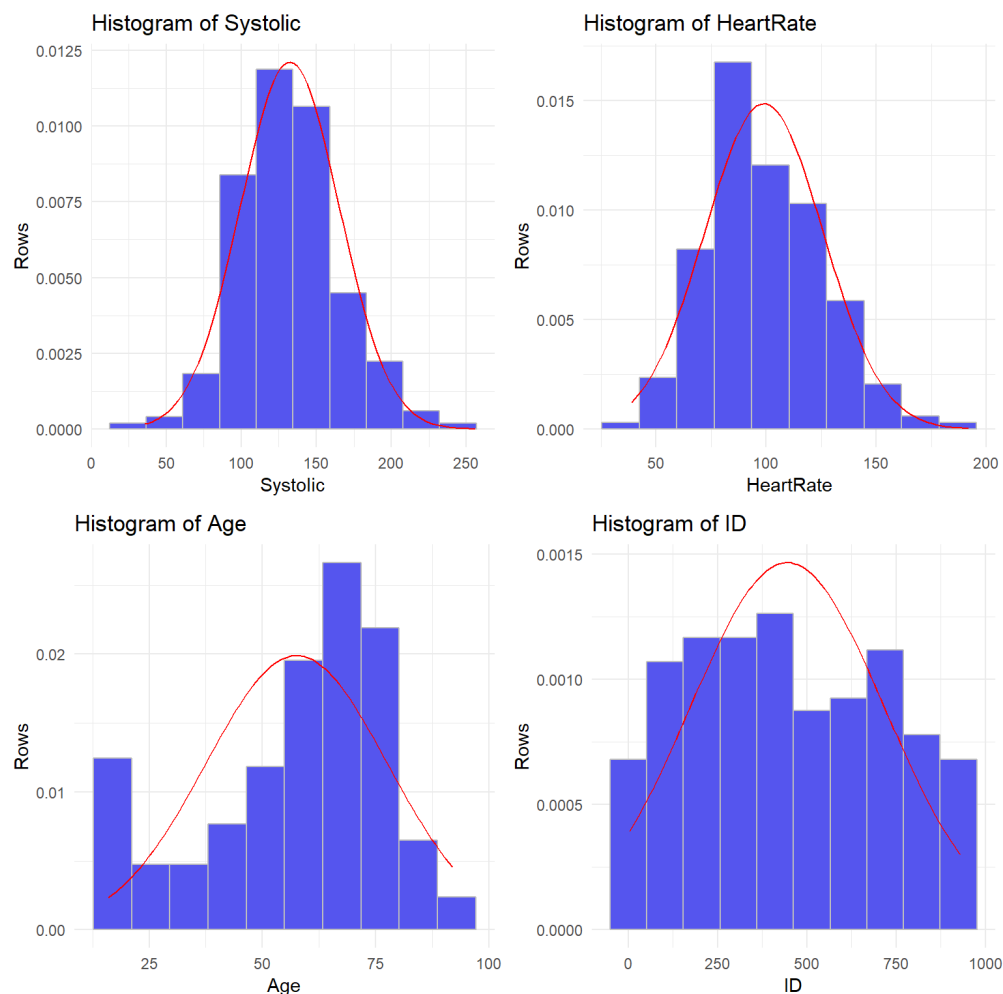 Histogram of Systolic
0.0125
0.0100
0.0075
0.0050
0.0025
0.0000
Rows
0 50 100 150 200 250
Systolic
Histogram of HeartRate
0.015
0.010
0.005
0.000
Rows
50 100 150 200
HeartRate
Histogram of Age
0.02
0.01
0.00
Rows
25 50 75 100
Age
Histogram of ID
0.0015
0.0010
0.0005
0.0000
Rows
0 250 500 750 1000
ID